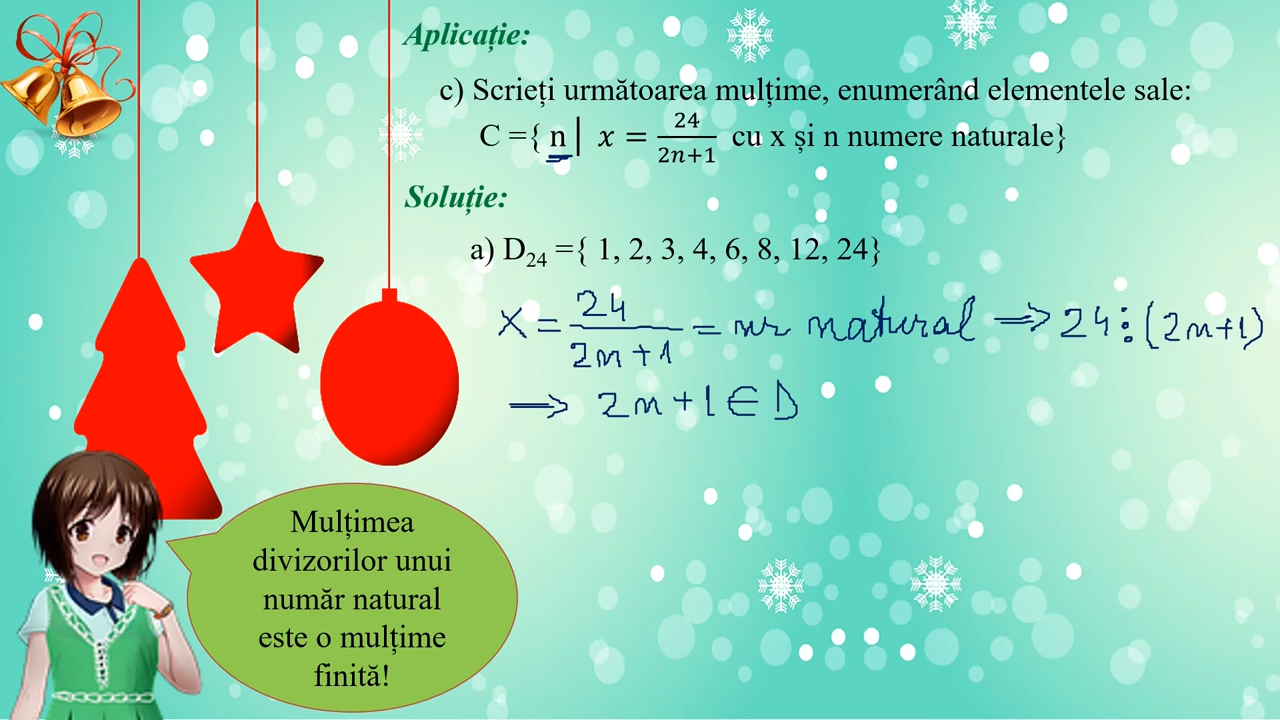 Aplicație:
c) Scrieți următoarea mulțime, enumerând elementele sale:
C ={ n| x = 24/(2n+1) cu x și n numere naturale}
Soluție:
a) D₂₄ ={ 1, 2, 3, 4, 6, 8, 12, 24}
x = 24/(2n+1) = nr natural ⇒ 24⋮(2n+1)
⇒ 2n+1 ∈ D
Mulțimea
divizorilor unui
număr natural
este o mulțime
finită!